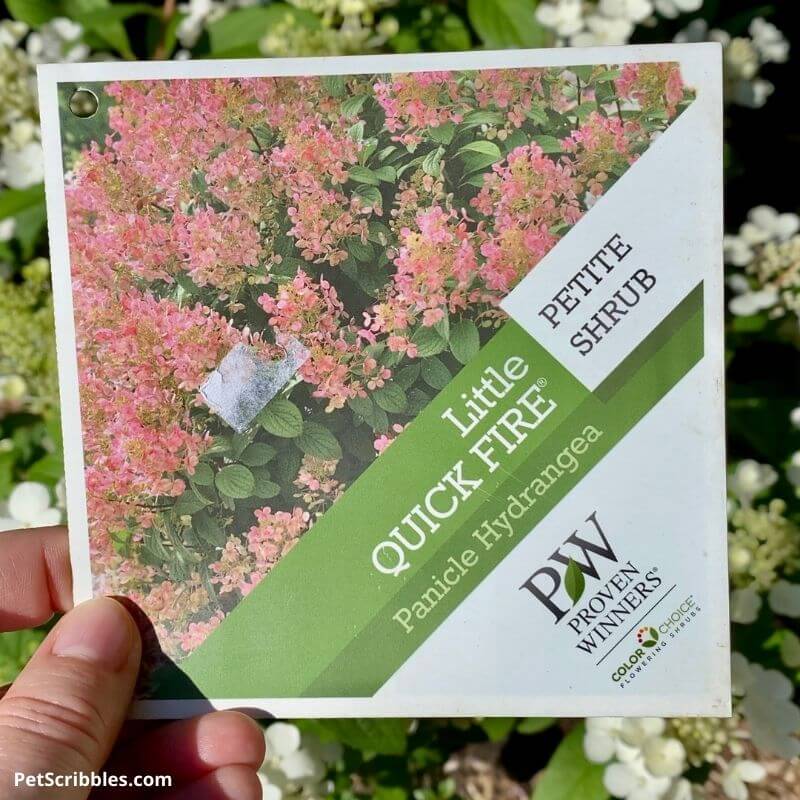 PETITE
SHRUB
Little
QUICK FIRE®
Panicle Hydrangea
PW
PROVEN
WINNERS®
COLOR CHOICE®
FLOWERING SHRUBS
PetScribbles.com